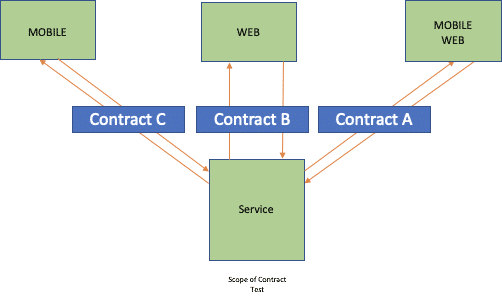 MOBILE
WEB
MOBILE
WEB
Contract C
Contract B
Contract A
Service
Scope of Contract
Test